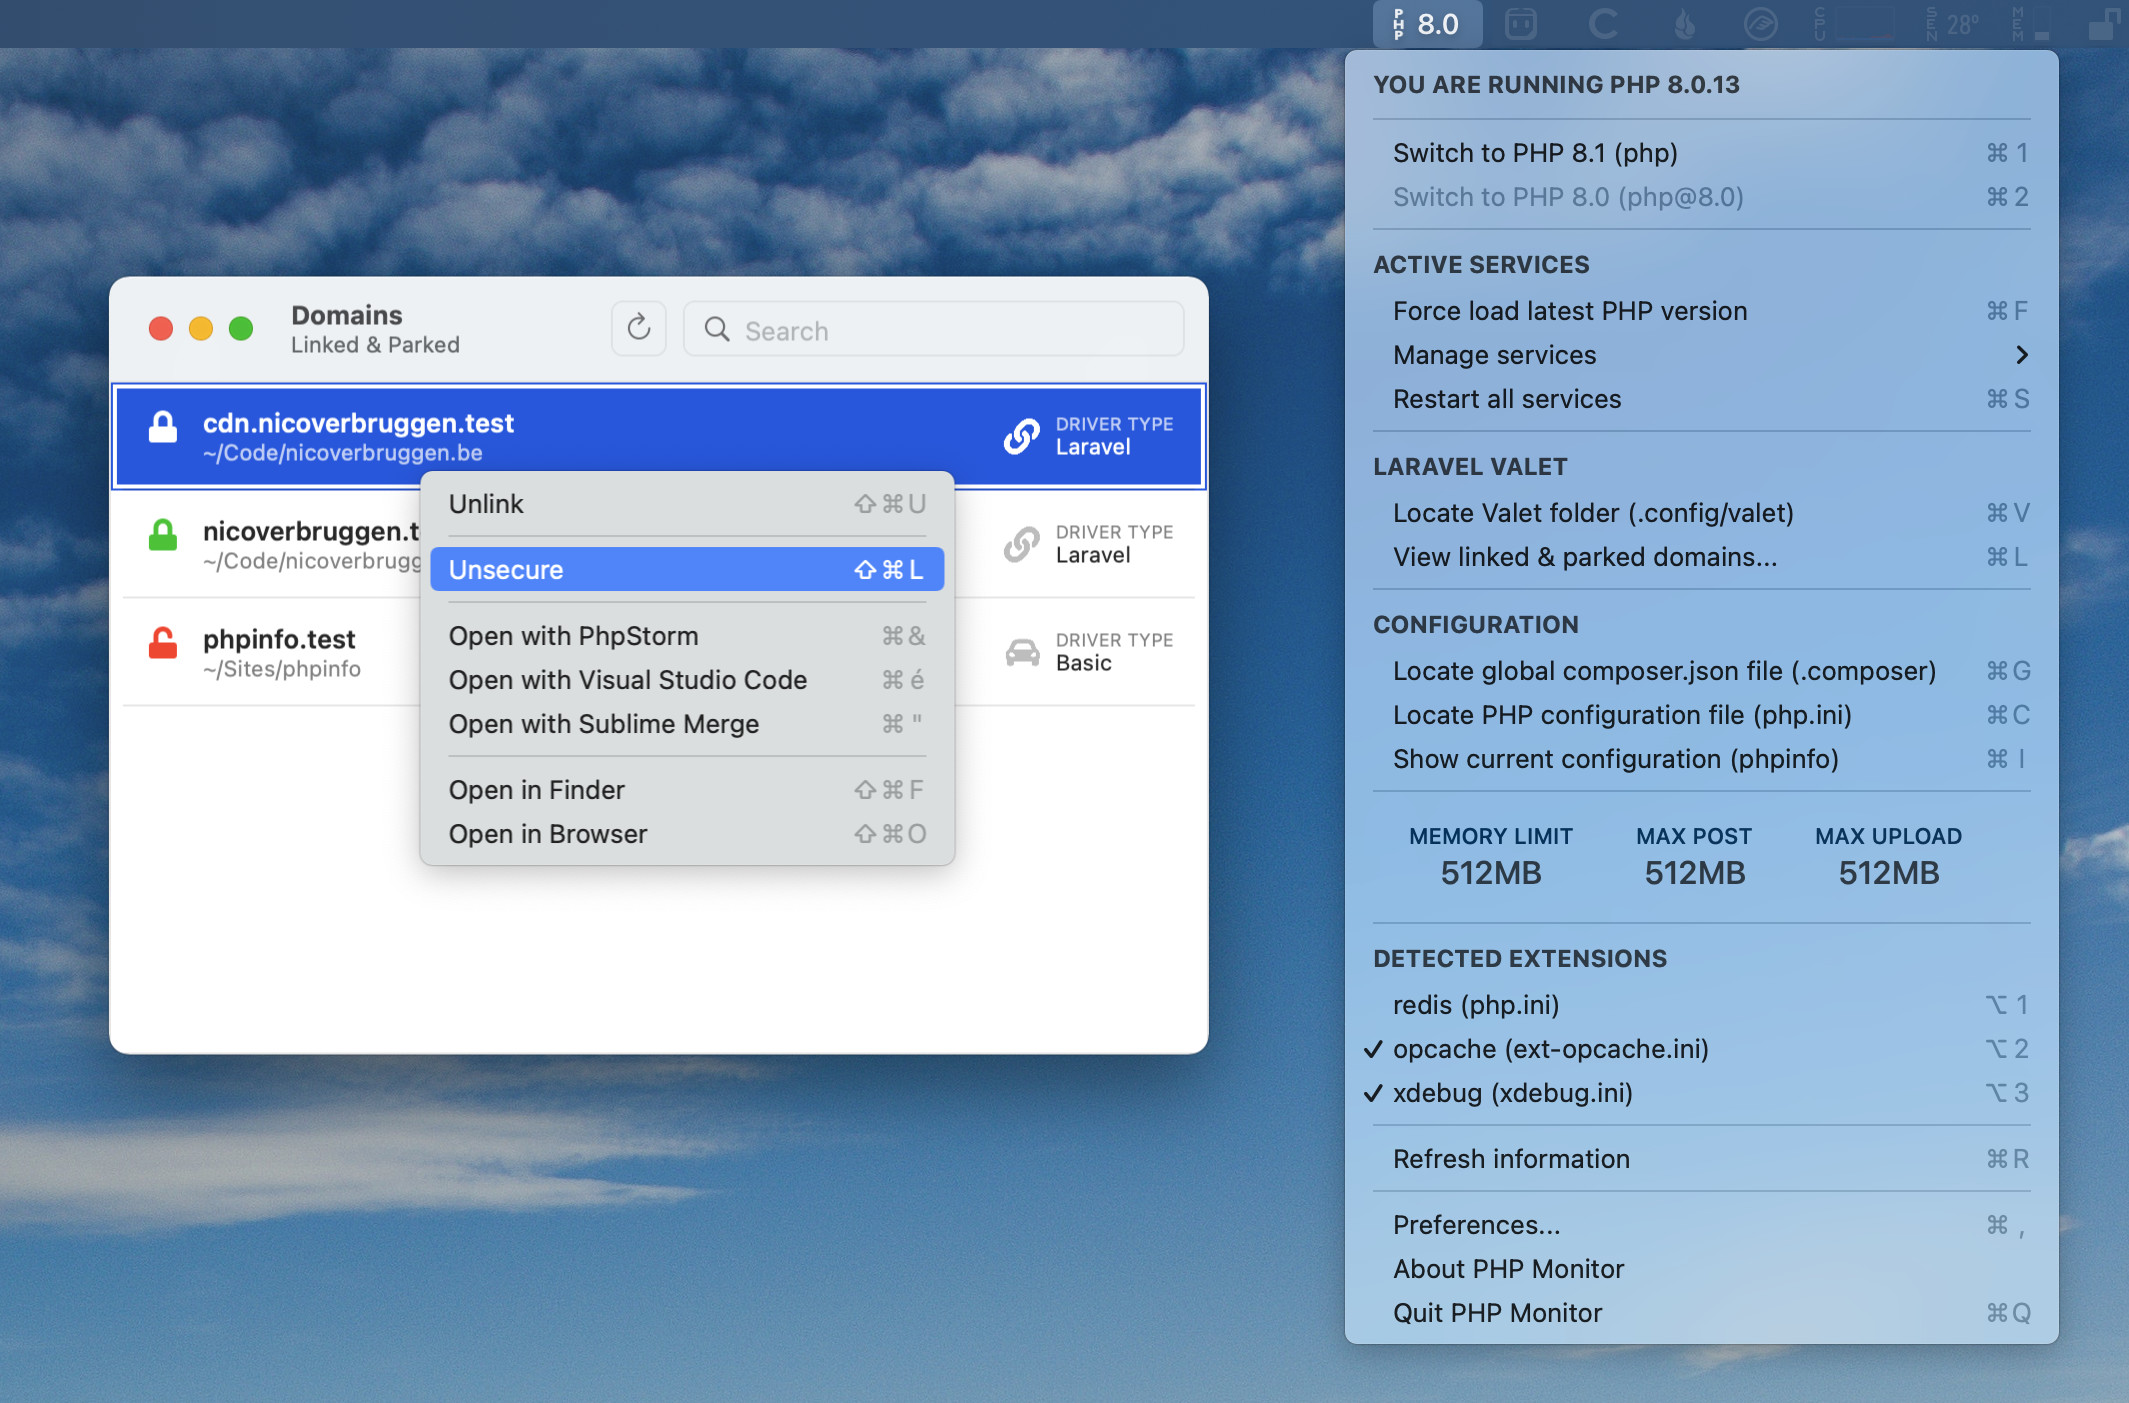 PHP 8.0
CPU
SEN 28°
MEM
YOU ARE RUNNING PHP 8.0.13
Switch to PHP 8.1 (php) ⌘ 1
Switch to PHP 8.0 (php@8.0) ⌘ 2
ACTIVE SERVICES
Force load latest PHP version ⌘ F
Manage services
Restart all services ⌘ S
LARAVEL VALET
Locate Valet folder (.config/valet) ⌘ V
View linked & parked domains... ⌘ L
CONFIGURATION
Locate global composer.json file (.composer) ⌘ G
Locate PHP configuration file (php.ini) ⌘ C
Show current configuration (phpinfo) ⌘ I
MEMORY LIMIT MAX POST MAX UPLOAD
512MB 512MB 512MB
DETECTED EXTENSIONS
redis (php.ini) ⌥ 1
✓ opcache (ext-opcache.ini) ⌥ 2
✓ xdebug (xdebug.ini) ⌥ 3
Refresh information ⌘ R
Preferences... ⌘ ,
About PHP Monitor
Quit PHP Monitor ⌘ Q
Domains
Linked & Parked
Search
cdn.nicoverbruggen.test
~/Code/nicoverbruggen.be
DRIVER TYPE
Laravel
nicoverbruggen.t
~/Code/nicoverbrugg
DRIVER TYPE
Laravel
phpinfo.test
~/Sites/phpinfo
DRIVER TYPE
Basic
Unlink ⇧⌘U
Unsecure ⇧⌘L
Open with PhpStorm ⌘&
Open with Visual Studio Code ⌘é
Open with Sublime Merge ⌘"
Open in Finder ⇧⌘F
Open in Browser ⇧⌘O